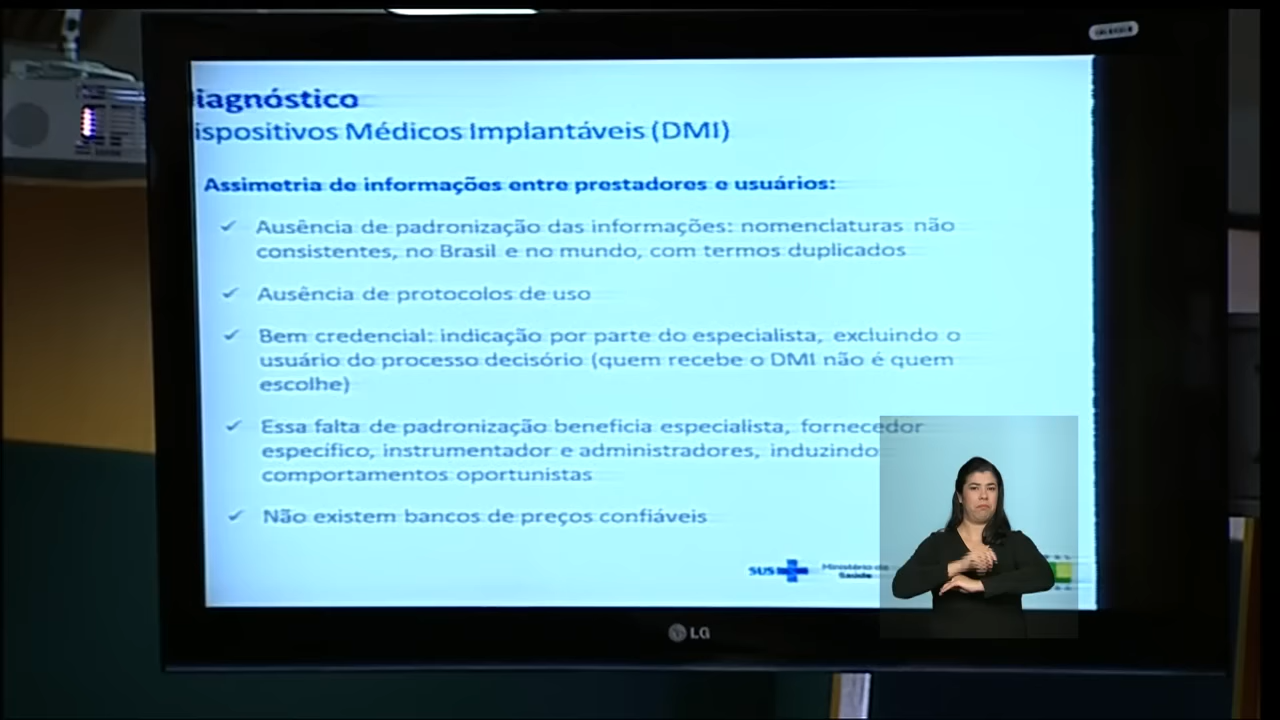 iagnóstico
ispositivos Médicos Implantáveis (DMI)
Assimetria de informações entre prestadores e usuários:
✓ Ausência de padronização das informações: nomenclaturas não
consistentes, no Brasil e no mundo, com termos duplicados
✓ Ausência de protocolos de uso
✓ Bem credencial: indicação por parte do especialista, excluindo o
usuário do processo decisório (quem recebe o DMI não é quem
escolhe)
✓ Essa falta de padronização beneficia especialista, fornecedor
específico, instrumentador e administradores, induzindo
comportamentos oportunistas
✓ Não existem bancos de preços confiáveis
SUS Ministério da
Saúde
LG